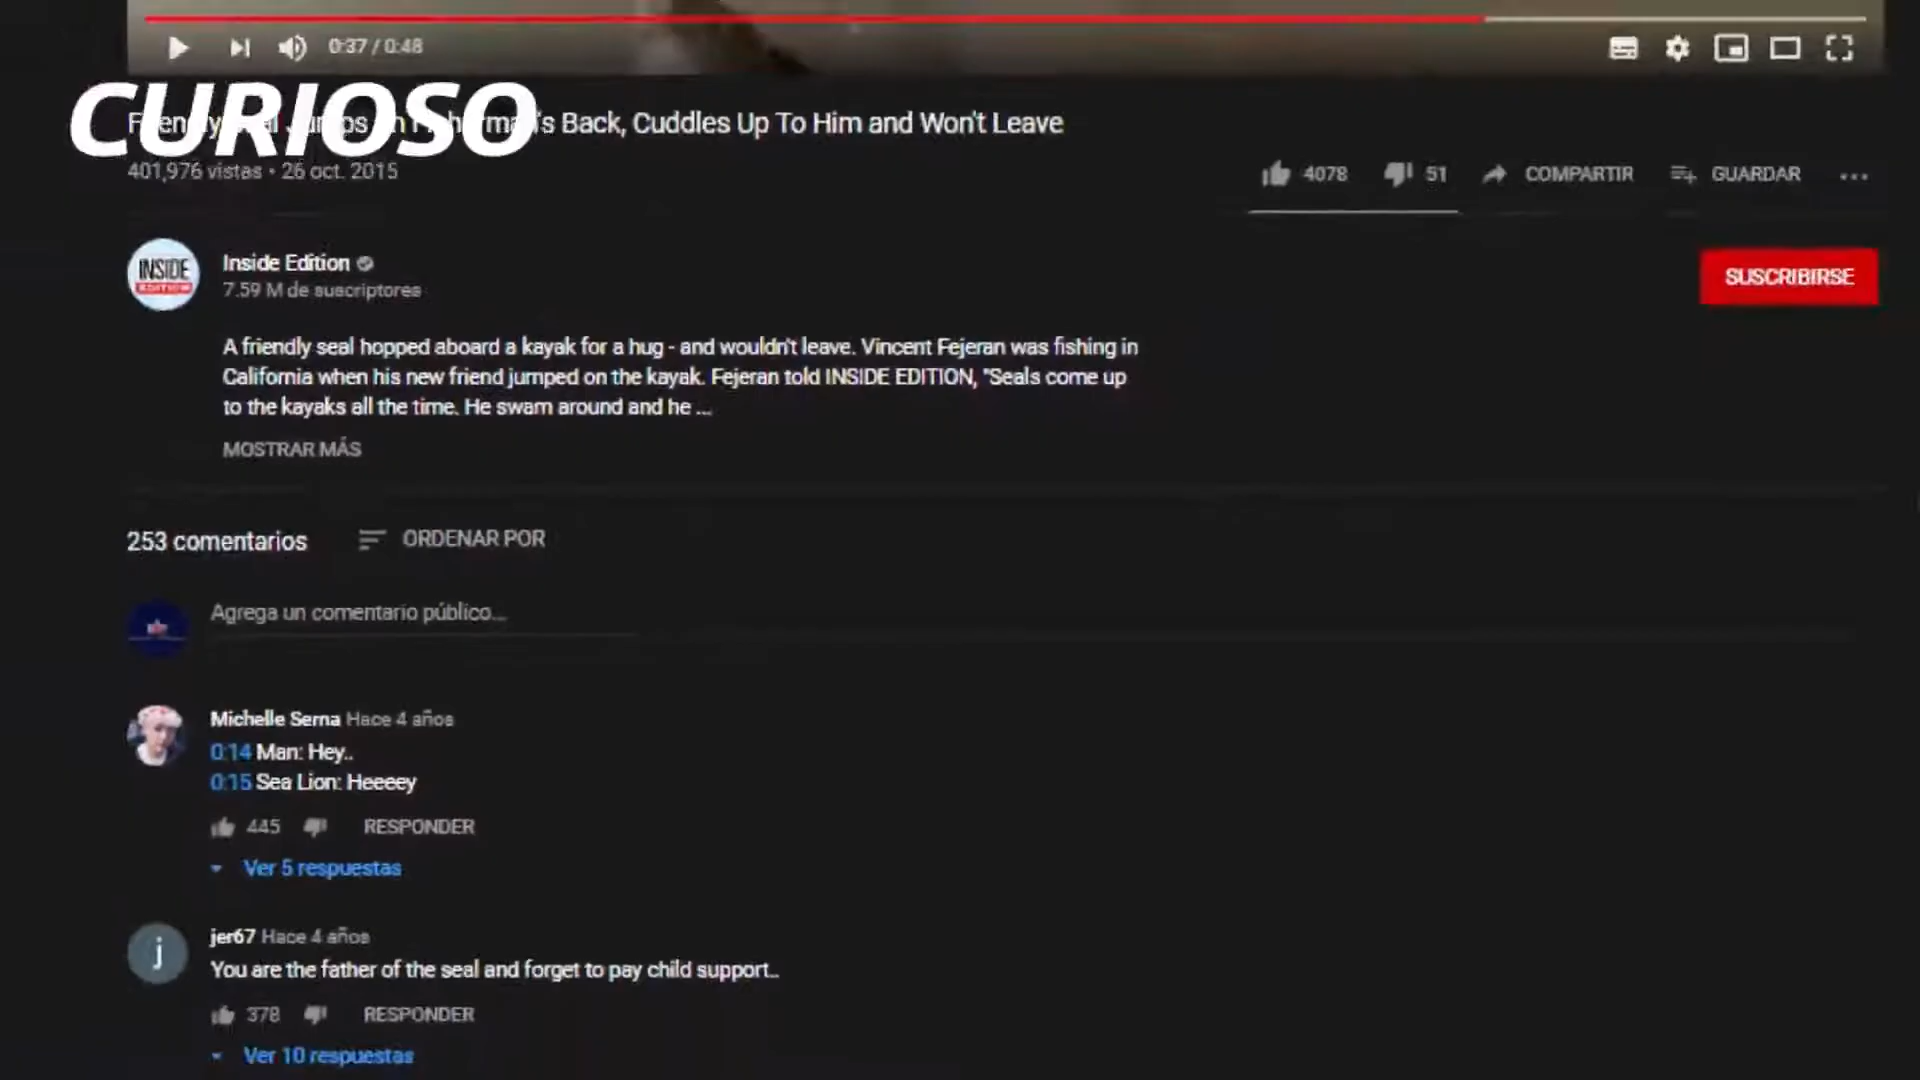 0:37 / 0:48
CURIOSO
Back, Cuddles Up To Him and Won't Leave
401,976 vistas • 26 oct. 2015
4078
51
COMPARTIR
GUARDAR
INSIDE
EDITION
Inside Edition
7.59 M de suscriptores
SUSCRIBIRSE
A friendly seal hopped aboard a kayak for a hug - and wouldn't leave. Vincent Fejeran was fishing in
California when his new friend jumped on the kayak. Fejeran told INSIDE EDITION, "Seals come up
to the kayaks all the time. He swam around and he ...
MOSTRAR MÁS
253 comentarios
ORDENAR POR
Agrega un comentario público...
Michelle Serna Hace 4 años
0:14 Man: Hey..
0:15 Sea Lion: Heeeey
445
RESPONDER
Ver 5 respuestas
j
jer67 Hace 4 años
You are the father of the seal and forget to pay child support..
378
RESPONDER
Ver 10 respuestas